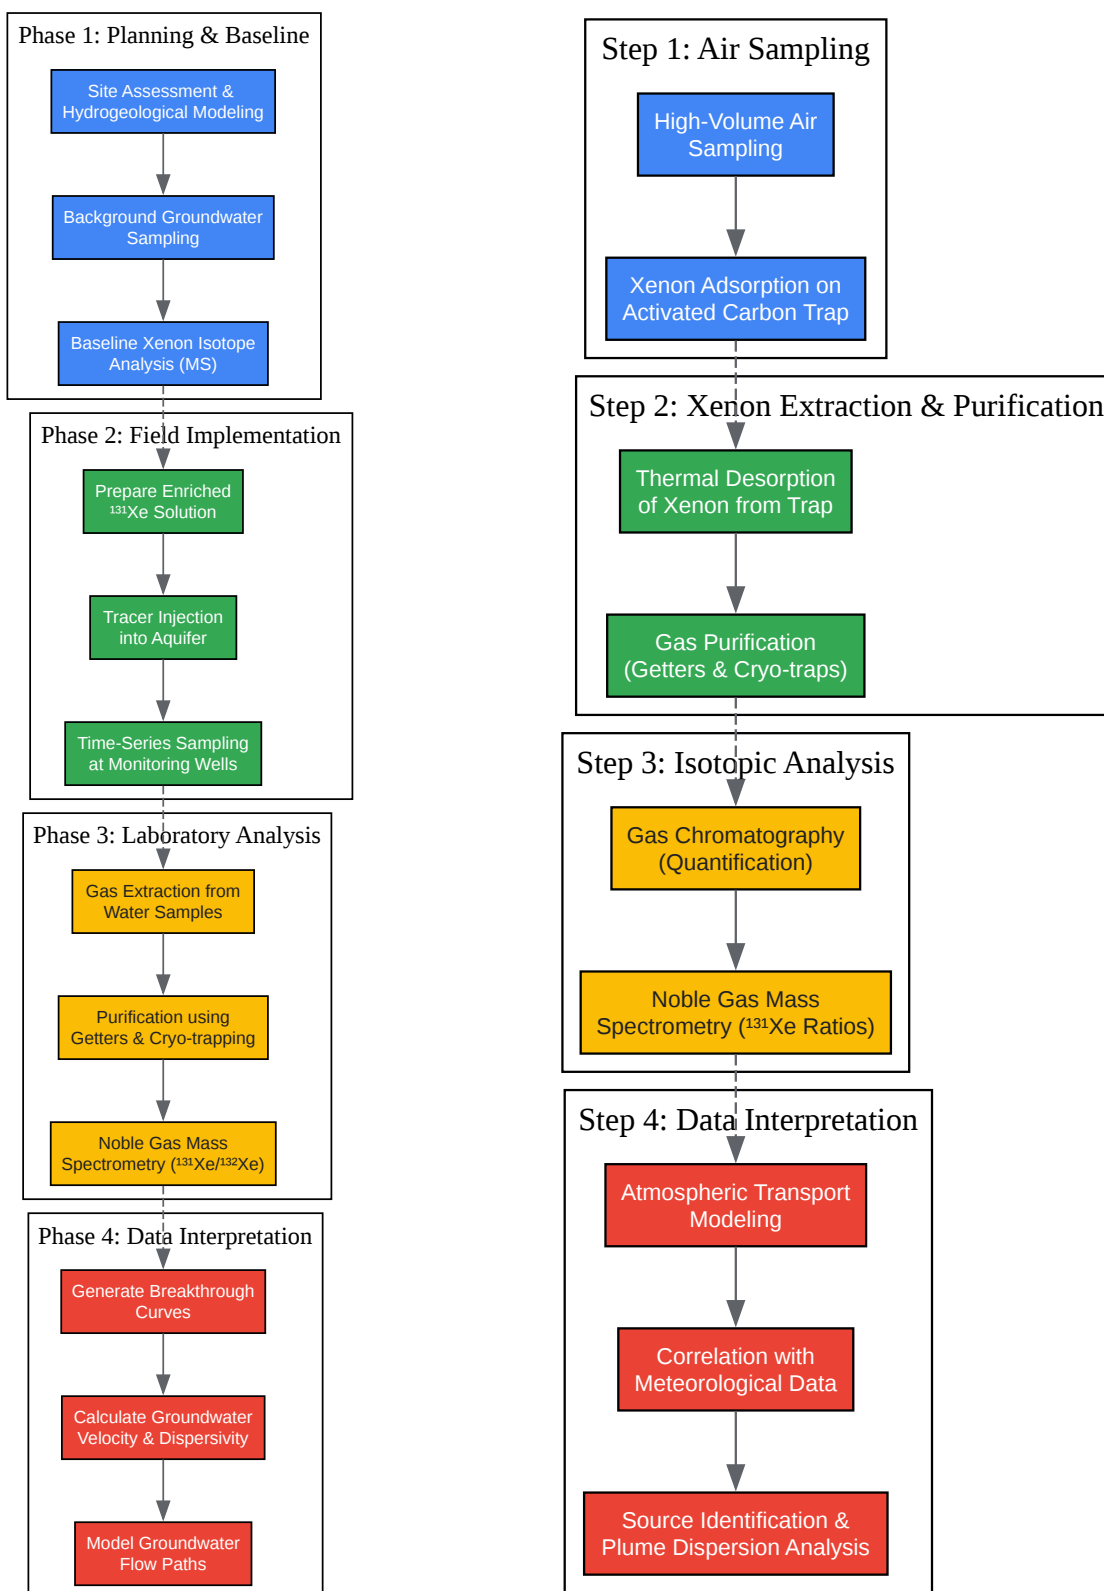 Phase 1: Planning & Baseline
Site Assessment &
Hydrogeological Modeling
Background Groundwater
Sampling
Baseline Xenon Isotope
Analysis (MS)
Phase 2: Field Implementation
Prepare Enriched
¹³¹Xe Solution
Tracer Injection
into Aquifer
Time-Series Sampling
at Monitoring Wells
Phase 3: Laboratory Analysis
Gas Extraction from
Water Samples
Purification using
Getters & Cryo-trapping
Noble Gas Mass
Spectrometry (¹³¹Xe/¹³²Xe)
Phase 4: Data Interpretation
Generate Breakthrough
Curves
Calculate Groundwater
Velocity & Dispersivity
Model Groundwater
Flow Paths
Step 1: Air Sampling
High-Volume Air
Sampling
Xenon Adsorption on
Activated Carbon Trap
Step 2: Xenon Extraction & Purification
Thermal Desorption
of Xenon from Trap
Gas Purification
(Getters & Cryo-traps)
Step 3: Isotopic Analysis
Gas Chromatography
(Quantification)
Noble Gas Mass
Spectrometry (¹³¹Xe Ratios)
Step 4: Data Interpretation
Atmospheric Transport
Modeling
Correlation with
Meteorological Data
Source Identification &
Plume Dispersion Analysis